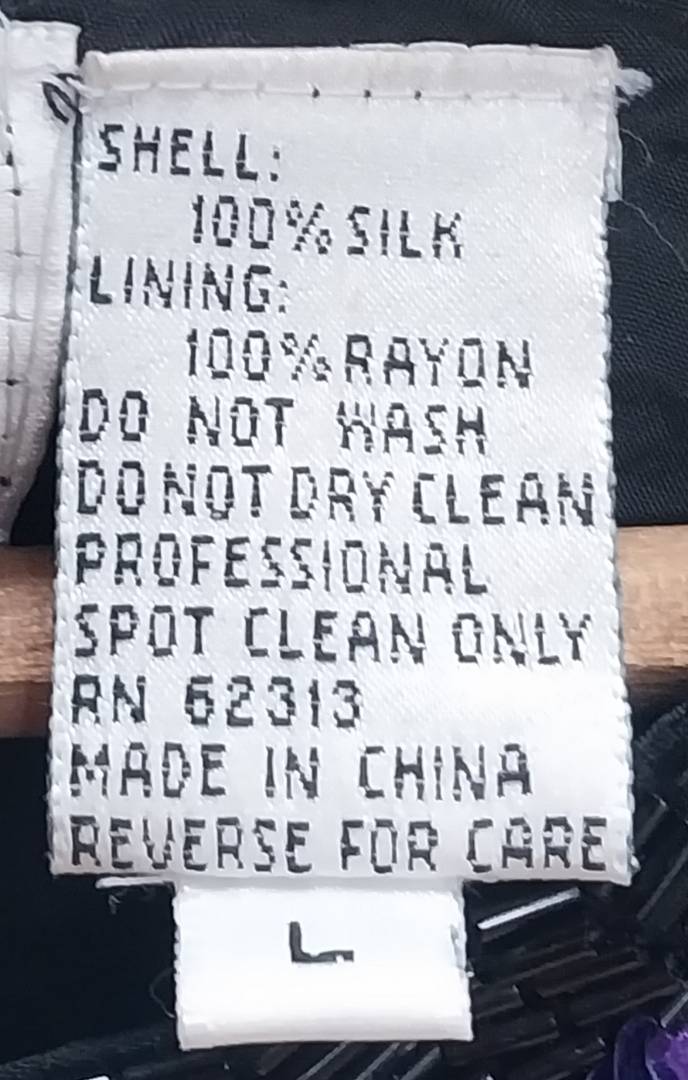 SHELL:
100% SILK
LINING:
100% RAYON
DO NOT WASH
DO NOT DRY CLEAN
PROFESSIONAL
SPOT CLEAN ONLY
RN 62313
MADE IN CHINA
REVERSE FOR CARE
L